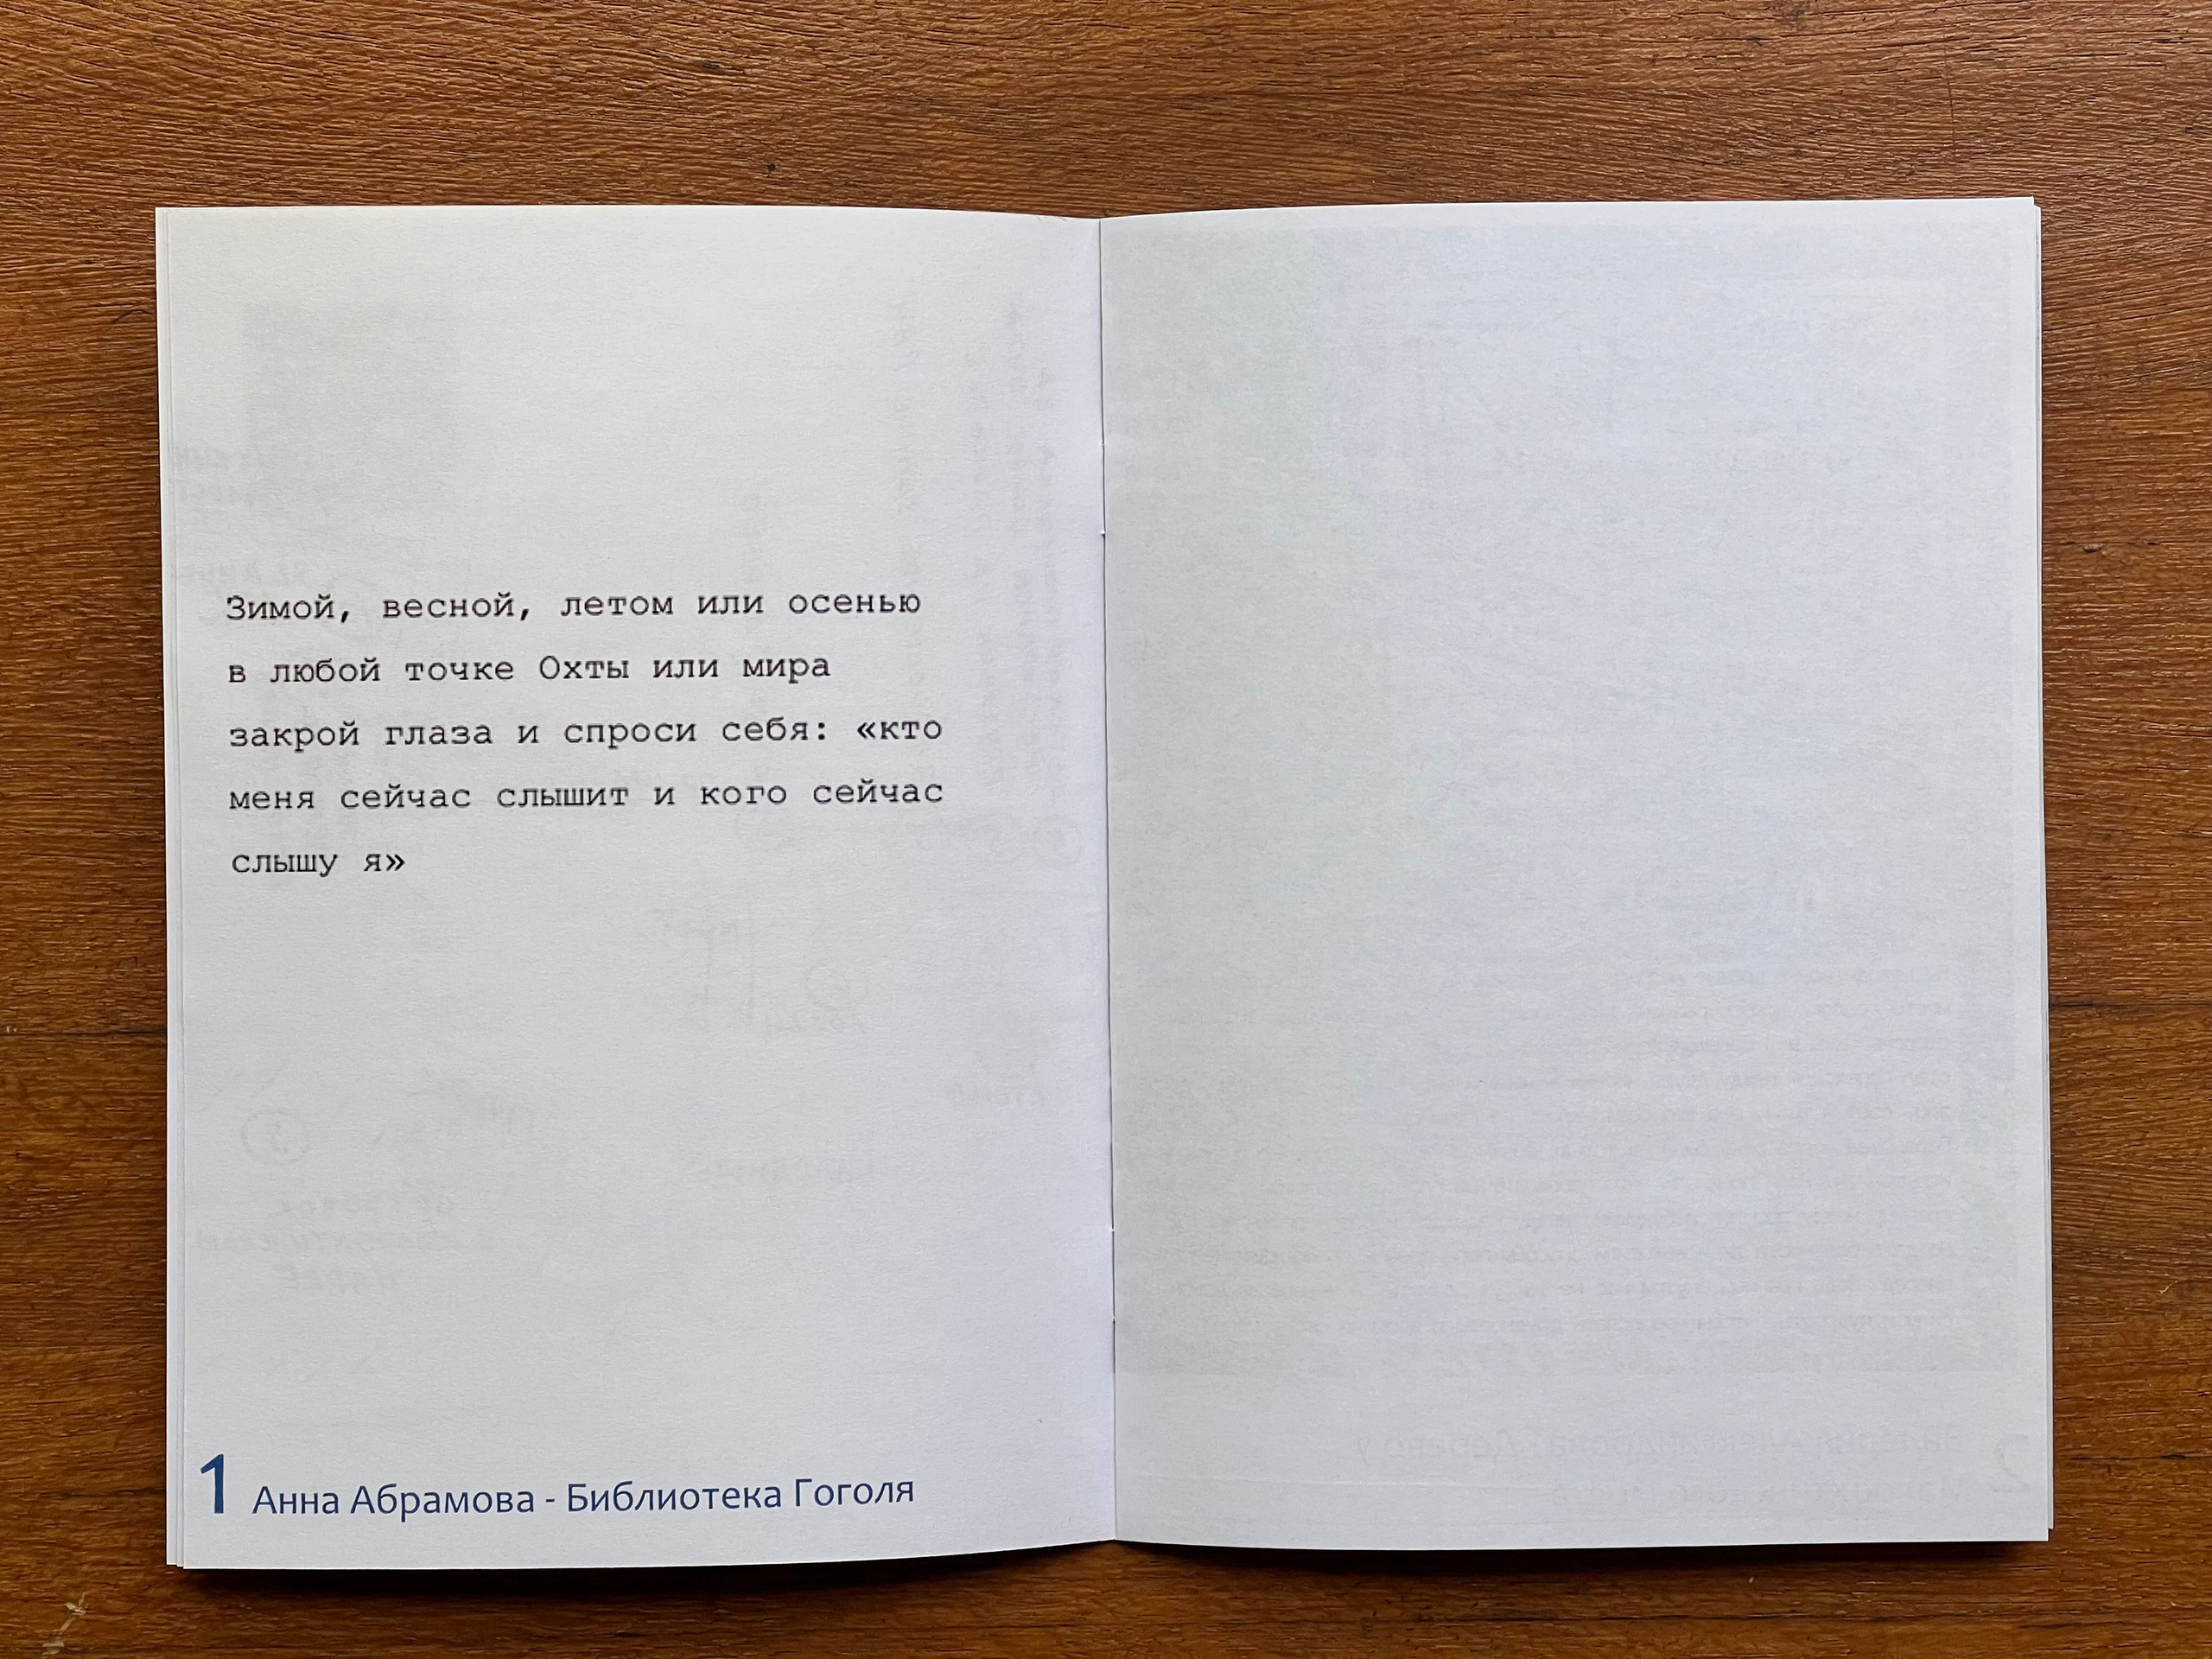 Зимой, весной, летом или осенью
в любой точке Охты или мира
закрой глаза и спроси себя: «кто
меня сейчас слышит и кого сейчас
слышу я»
1 Анна Абрамова - Библиотека Гоголя